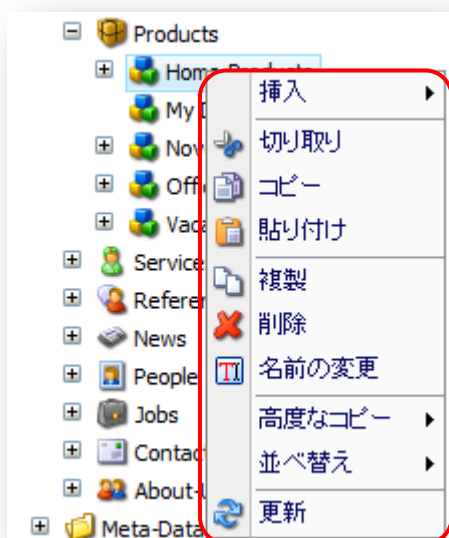 Products
Home-Products
My
Nov
Offi
Vaca
Service
Referen
News
People
Jobs
Contac
About-U
Meta-Data
挿入
切り取り
コピー
貼り付け
複製
削除
名前の変更
高度なコピー
並べ替え
更新